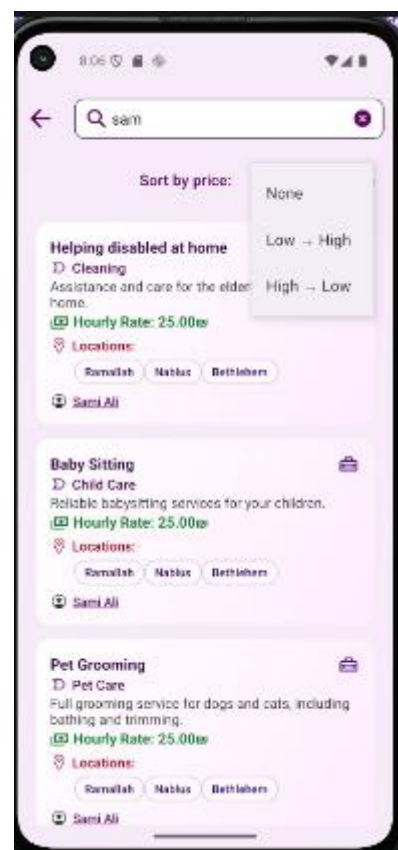 8:06
sam
Sort by price:
None
Low → High
High → Low
Helping disabled at home
Cleaning
Assistance and care for the elder
home.
Hourly Rate: 25.00₪
Locations:
Ramallah Nablus Bethlehem
Sami Ali
Baby Sitting
Child Care
Reliable babysitting services for your children.
Hourly Rate: 25.00₪
Locations:
Ramallah Nablus Bethlehem
Sami Ali
Pet Grooming
Pet Care
Full grooming service for dogs and cats, including
bathing and trimming.
Hourly Rate: 25.00₪
Locations:
Ramallah Nablus Bethlehem
Sami Ali